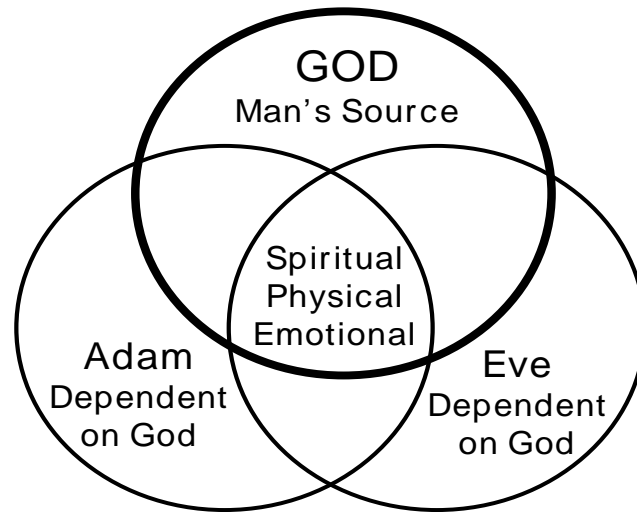 GOD
Man's Source
Spiritual
Physical
Emotional
Adam
Dependent
on God
Eve
Dependent
on God